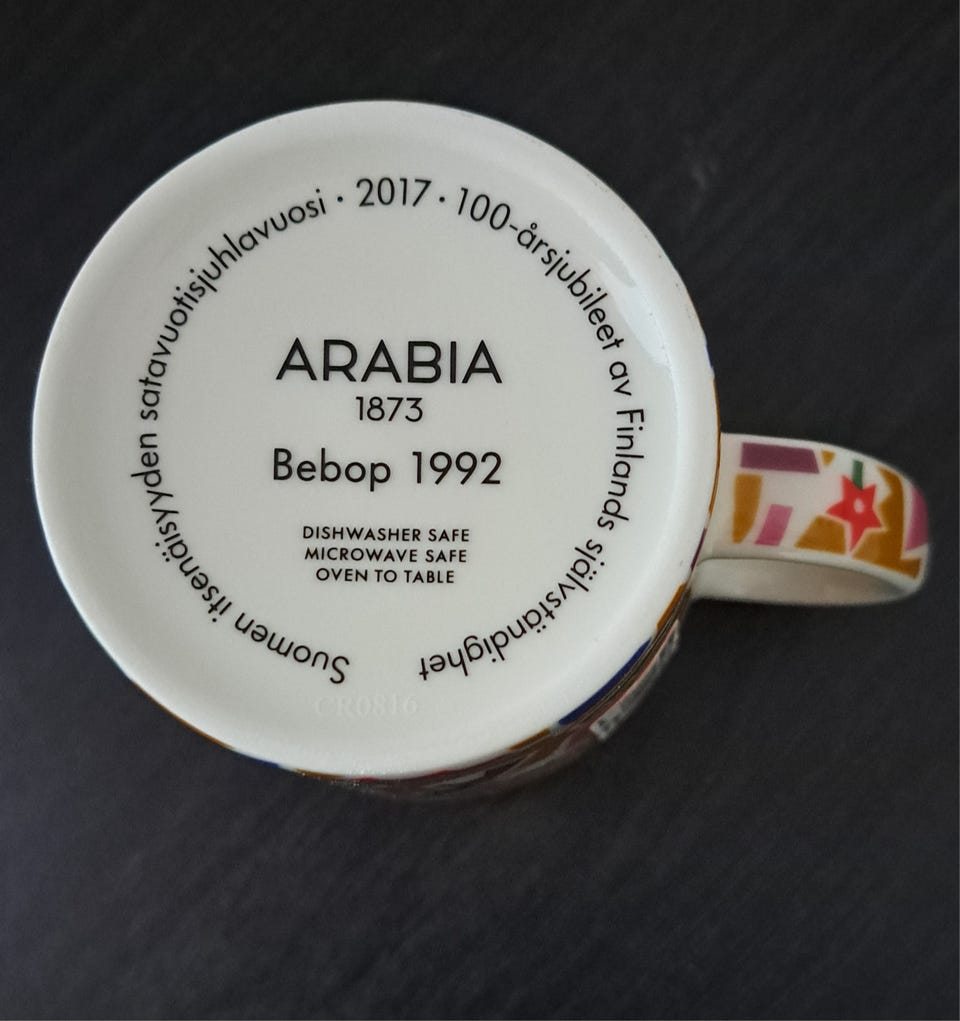 Suomen itsenäisyyden satavuotisjuhlavuosi · 2017 · 100-årsjubileet av Finlands självständighet
ARABIA
1873
Bebop 1992
DISHWASHER SAFE
MICROWAVE SAFE
OVEN TO TABLE
CR0816